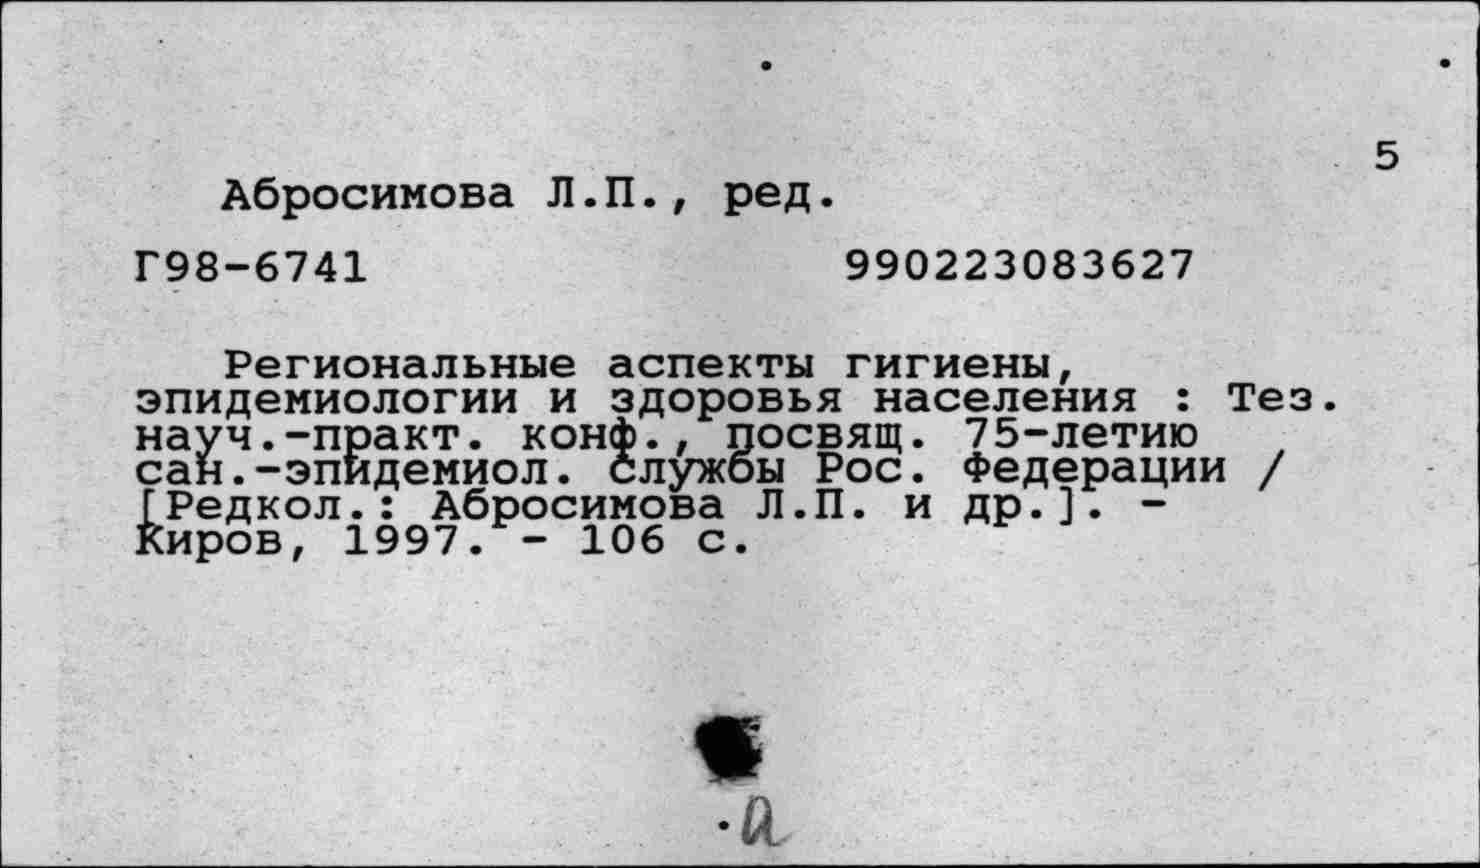 5
Абросимова Л.П., ред.
Г98-6741 990223083627
Региональные аспекты гигиены,
эпидемиологии и здоровья населения : Тез.
науч.-практ. конф., посвящ. 75-летию
сан.-эпидемиол. службы Рос. Федерации /
[Редкол.: Абросимова Л.П. и др.]. -
Киров, 1997. - 106 с.
а